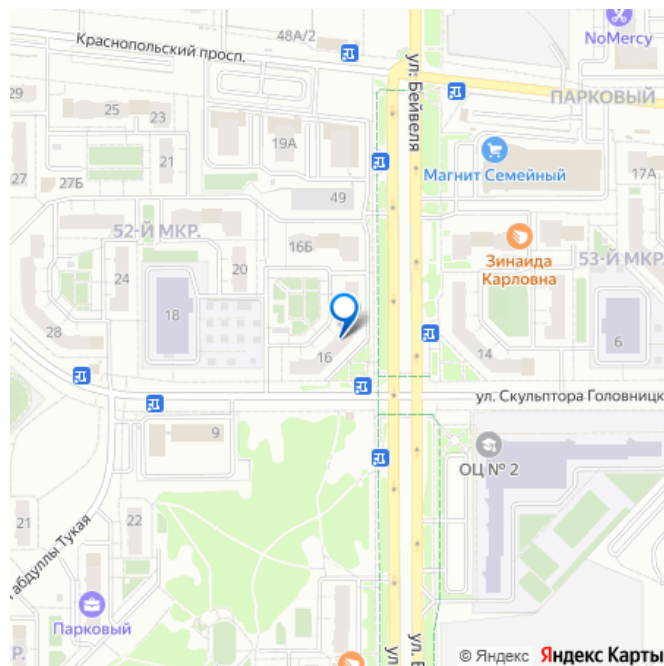 48А/2
Краснопольский просп.
NoMercy
ул. Бейвеля
29
ПАРКОВЫЙ
25
23
19А
21
Магнит Семейный
17А
27
27Б
49
52-Й МКР.
16Б
Зинаида
Карловна
53-Й МКР.
20
24
18
28
16
14
6
ул. Скульптора Головницк
9
ОЦ № 2
21
22
габдуллы Тукая
Парковый
Р.
ул
ул. Б
© Яндекс Яндекс Карты